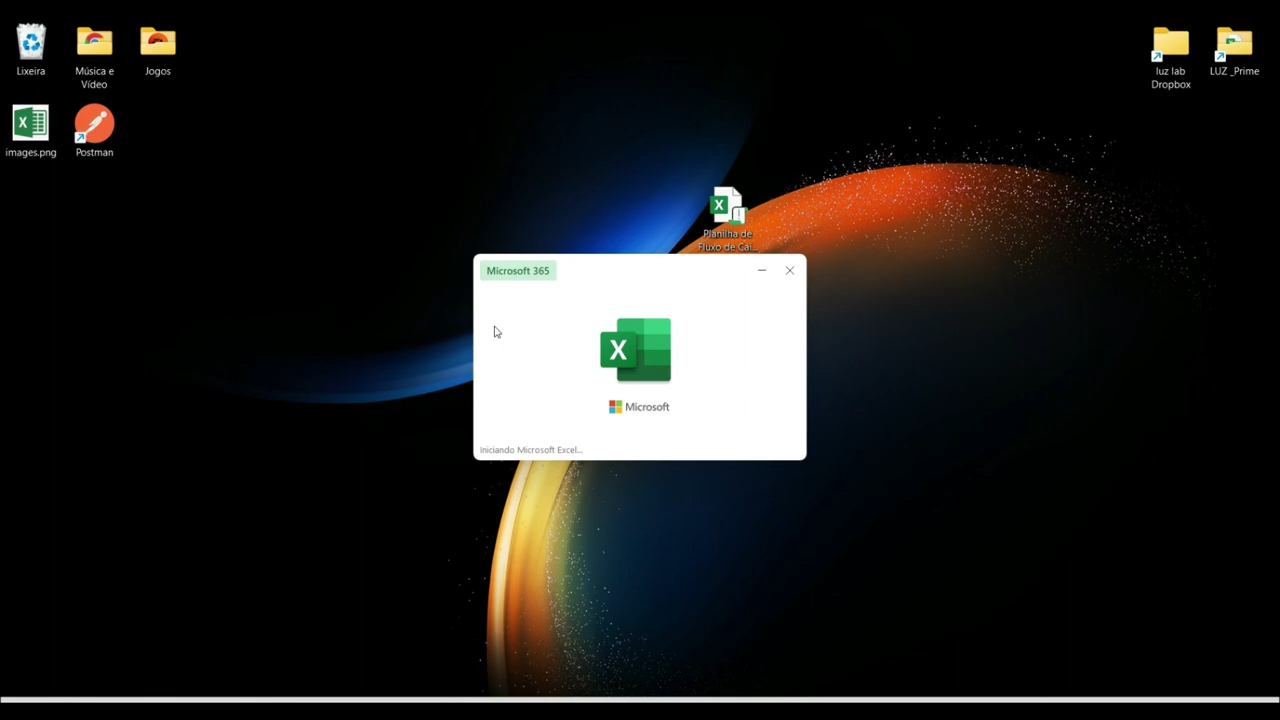 Lixeira
Música e
Vídeo
Jogos
luz lab
Dropbox
LUZ _Prime
images.png
Postman
Planilha de
Fluxo de Cai...
Microsoft 365
X
Microsoft
Iniciando Microsoft Excel...